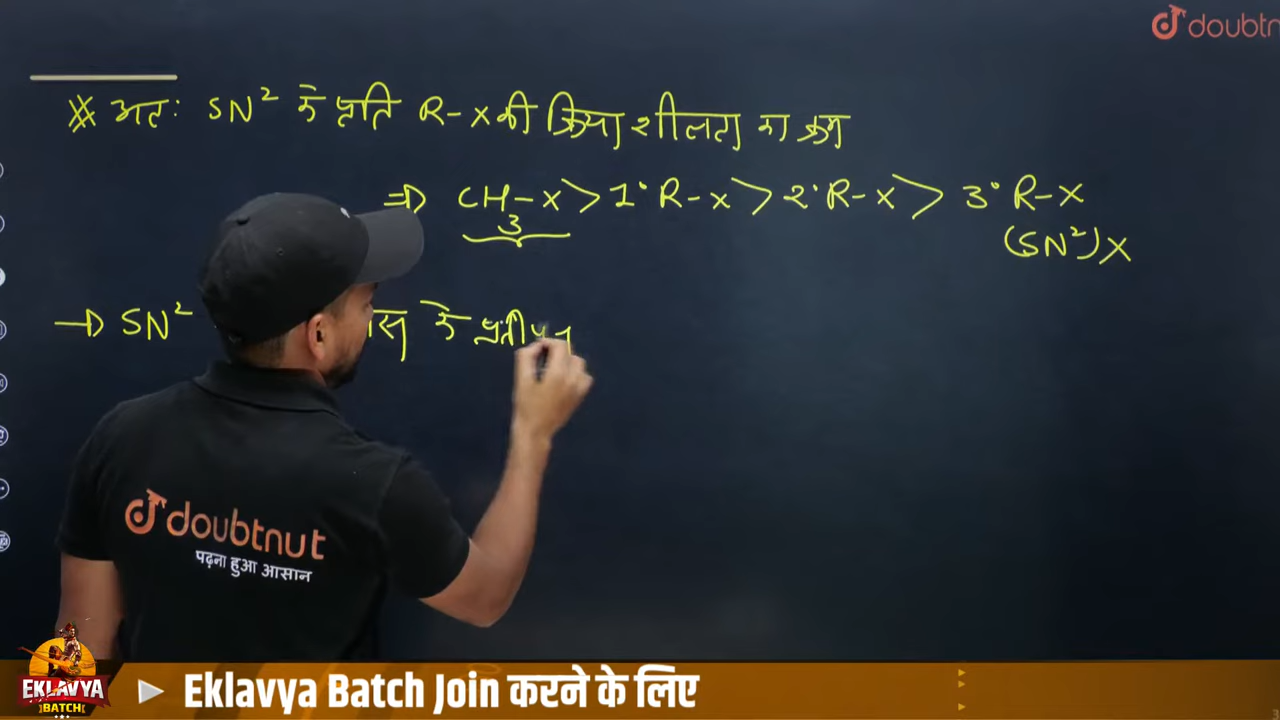 doubtn
※ अतः SN² के प्रति R-X की क्रियाशीलता का क्रम
⇒ CH₃-X > 1° R-X > 2° R-X > 3° R-X
(SN²) X
→ SN² के प्रतीप
doubtnut
पढ़ना हुआ आसान
EKLAVYA
BATCH
Eklavya Batch Join करने के लिए